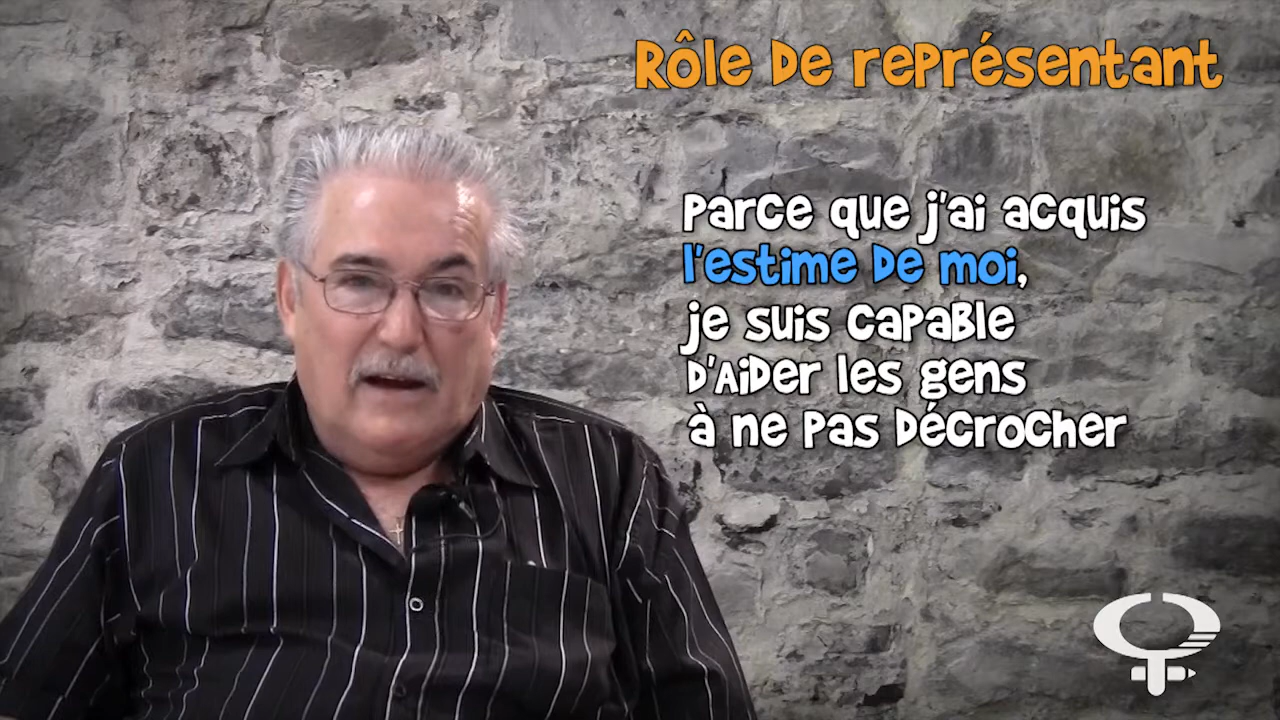 Rôle de représentant
Parce que j'ai acquis
l'estime de moi,
je suis capable
d'aider les gens
à ne pas décrocher